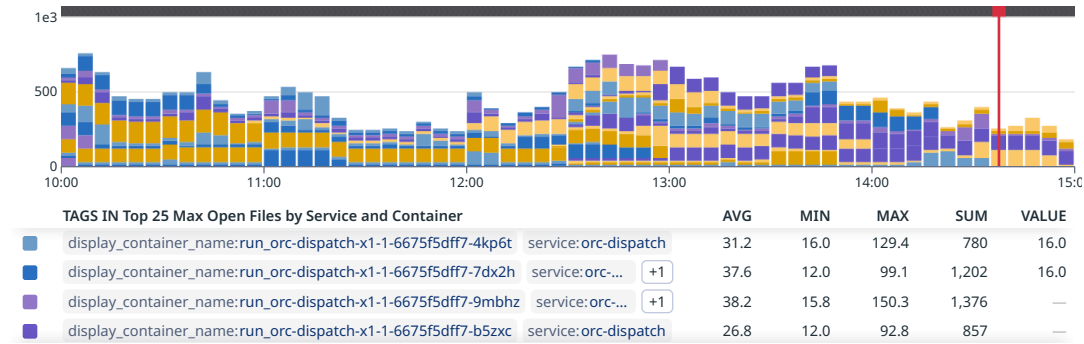 1e3
500
0
10:00 11:00 12:00 13:00 14:00 15:0
TAGS IN Top 25 Max Open Files by Service and Container AVG MIN MAX SUM VALUE
display_container_name:run_orc-dispatch-x1-1-6675f5dff7-4kp6t service:orc-dispatch 31.2 16.0 129.4 780 16.0
display_container_name:run_orc-dispatch-x1-1-6675f5dff7-7dx2h service:orc-... +1 37.6 12.0 99.1 1,202 16.0
display_container_name:run_orc-dispatch-x1-1-6675f5dff7-9mbhz service:orc-... +1 38.2 15.8 150.3 1,376 —
display_container_name:run_orc-dispatch-x1-1-6675f5dff7-b5zxc service:orc-dispatch 26.8 12.0 92.8 857 —